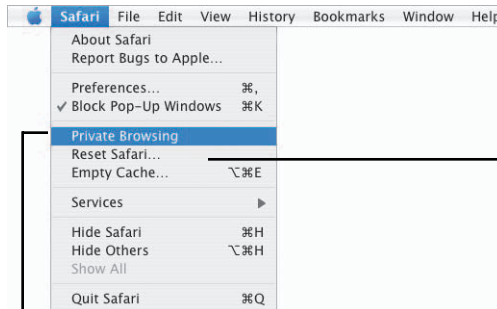 Safari File Edit View History Bookmarks Window Help
About Safari
Report Bugs to Apple...
Preferences... ⌘,
✓ Block Pop-Up Windows ⌘K
Private Browsing
Reset Safari...
Empty Cache... ⌥⌘E
Services ▶
Hide Safari ⌘H
Hide Others ⌥⌘H
Show All
Quit Safari ⌘Q